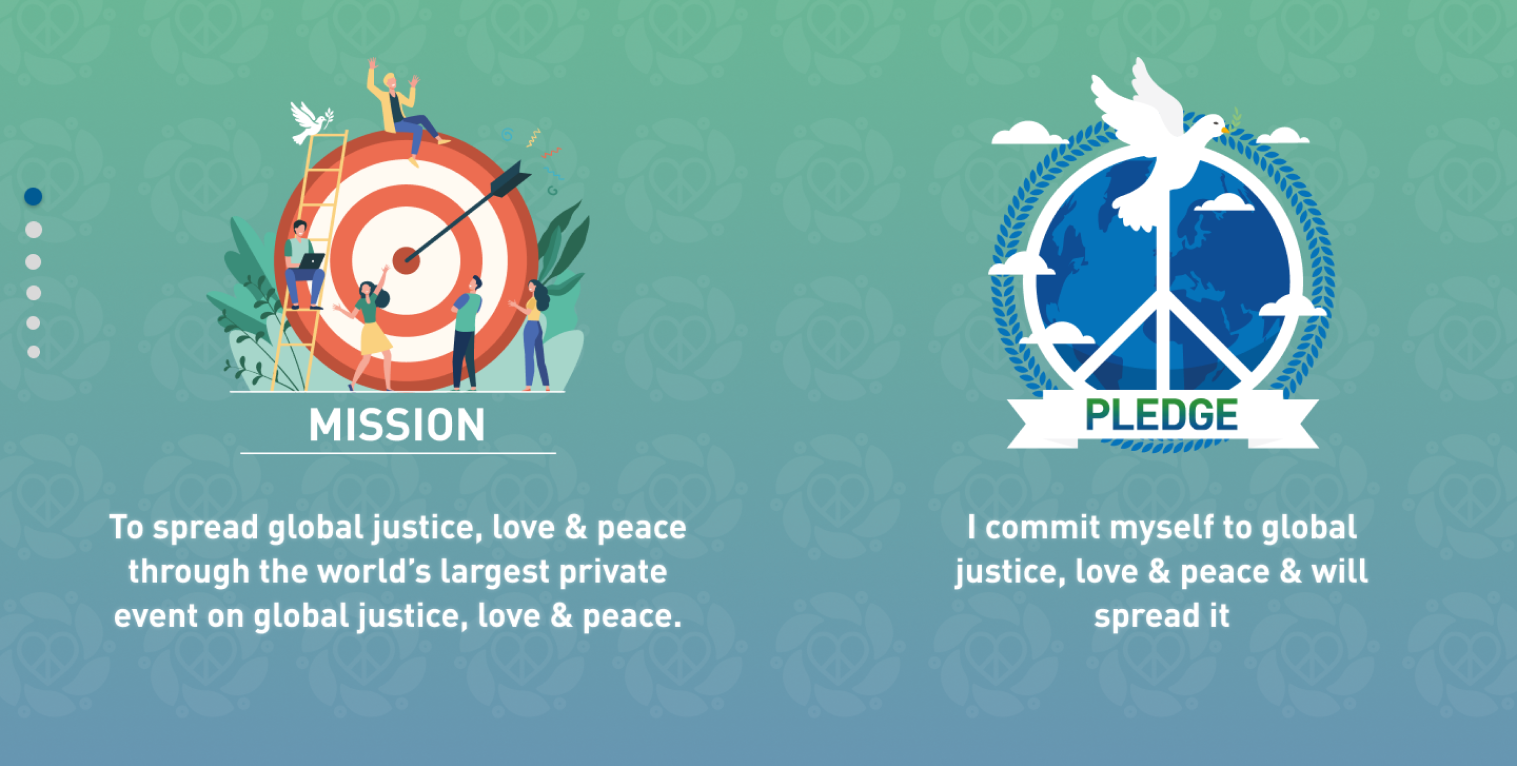 MISSION
To spread global justice, love & peace
through the world's largest private
event on global justice, love & peace.
PLEDGE
I commit myself to global
justice, love & peace & will
spread it